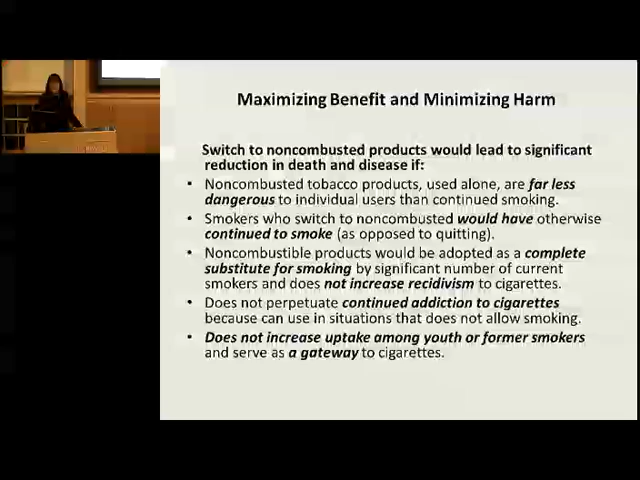 Maximizing Benefit and Minimizing Harm
Switch to noncombusted products would lead to significant
reduction in death and disease if:
• Noncombusted tobacco products, used alone, are far less
dangerous to individual users than continued smoking.
• Smokers who switch to noncombusted would have otherwise
continued to smoke (as opposed to quitting).
• Noncombustible products would be adopted as a complete
substitute for smoking by significant number of current
smokers and does not increase recidivism to cigarettes.
• Does not perpetuate continued addiction to cigarettes
because can use in situations that does not allow smoking.
• Does not increase uptake among youth or former smokers
and serve as a gateway to cigarettes.